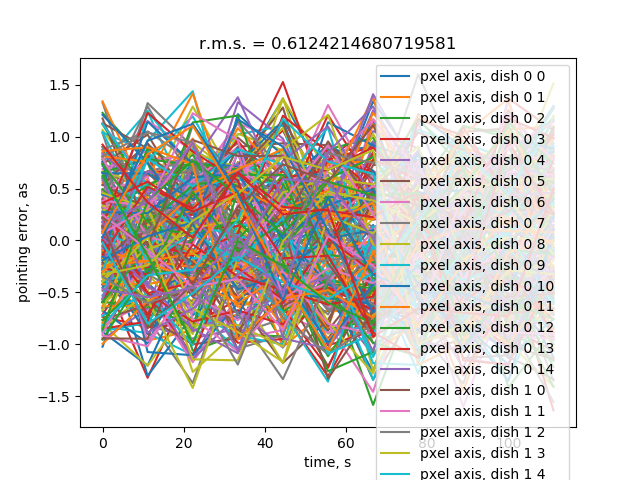 r.m.s. = 0.6124214680719581
pointing error, as
1.5
1.0
0.5
0.0
−0.5
−1.0
−1.5
0
20
40
60
80
100
time, s
pxel axis, dish 0 0
pxel axis, dish 0 1
pxel axis, dish 0 2
pxel axis, dish 0 3
pxel axis, dish 0 4
pxel axis, dish 0 5
pxel axis, dish 0 6
pxel axis, dish 0 7
pxel axis, dish 0 8
pxel axis, dish 0 9
pxel axis, dish 0 10
pxel axis, dish 0 11
pxel axis, dish 0 12
pxel axis, dish 0 13
pxel axis, dish 0 14
pxel axis, dish 1 0
pxel axis, dish 1 1
pxel axis, dish 1 2
pxel axis, dish 1 3
pxel axis, dish 1 4